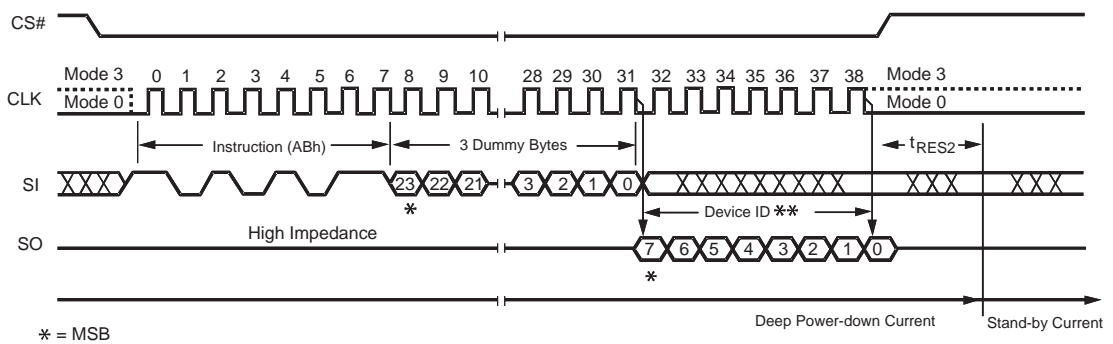 CS#
Mode 3 0 1 2 3 4 5 6 7 8 9 10 28 29 30 31 32 33 34 35 36 37 38 Mode 3
CLK Mode 0 Mode 0
Instruction (ABh) 3 Dummy Bytes tRES2
SI 23 22 21 3 2 1 0
* Device ID **
High Impedance
SO 7 6 5 4 3 2 1 0
*
Deep Power-down Current Stand-by Current
* = MSB